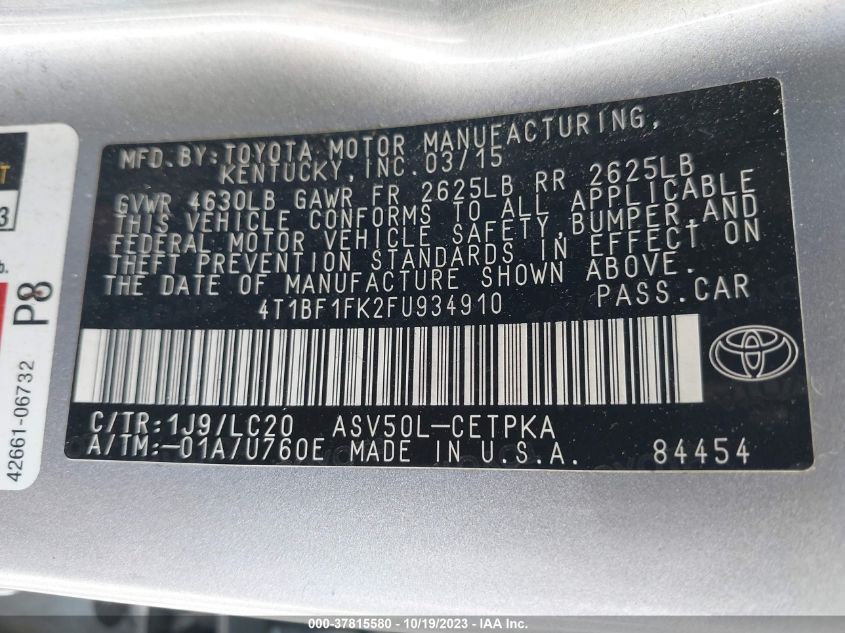 MFD. BY: TOYOTA MOTOR MANUFACTURING,
KENTUCKY, INC. 03/15
GVWR 4630LB GAWR FR 2625LB RR 2625LB
THIS VEHICLE CONFORMS TO ALL APPLICABLE
FEDERAL MOTOR VEHICLE SAFETY, BUMPER, AND
THEFT PREVENTION STANDARDS IN EFFECT ON
THE DATE OF MANUFACTURE SHOWN ABOVE.
4T1BF1FK2FU934910 PASS. CAR
C/TR: 1J9/LC20 ASV50L-CETPKA
A/TM: -01A/U760E MADE IN U.S.A. 84454
P8
42661-06732
000-37815580 - 10/19/2023 - IAA